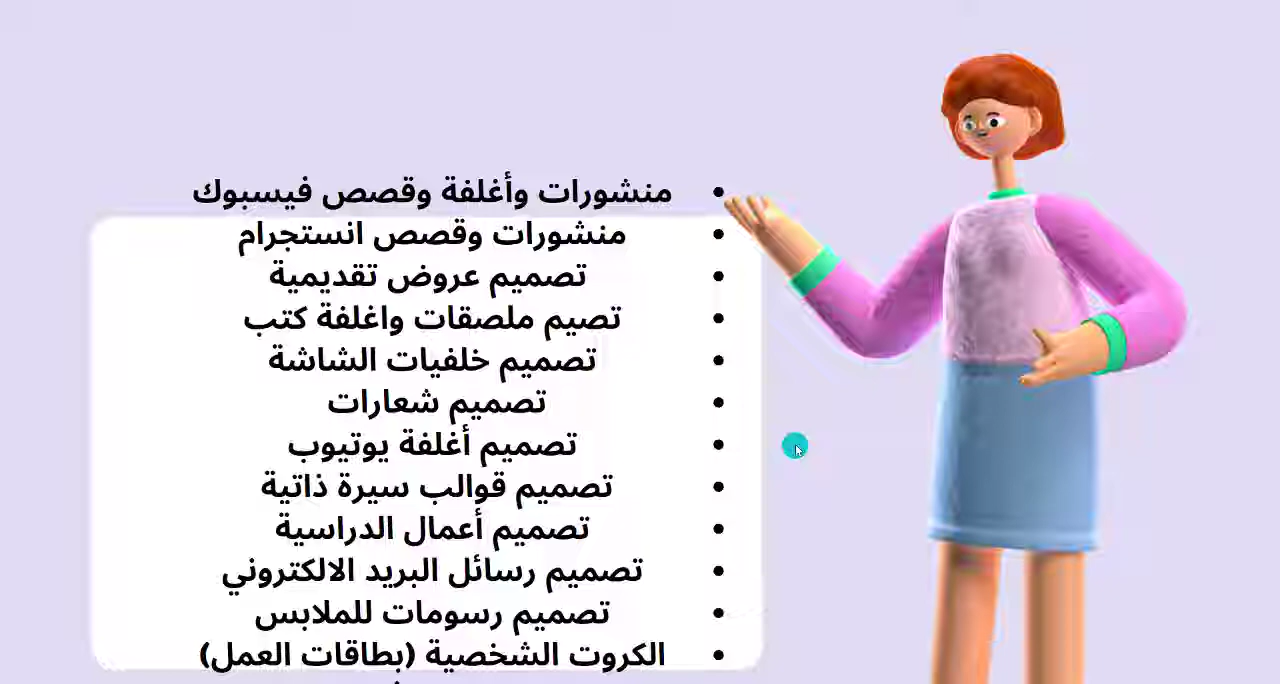 منشورات وأغلفة وقصص فيسبوك
منشورات وقصص انستجرام
تصميم عروض تقديمية
تصيم ملصقات واغلفة كتب
تصميم خلفيات الشاشة
تصميم شعارات
تصميم أغلفة يوتيوب
تصميم قوالب سيرة ذاتية
تصميم أعمال الدراسية
تصميم رسائل البريد الالكتروني
تصميم رسومات للملابس
الكروت الشخصية (بطاقات العمل)